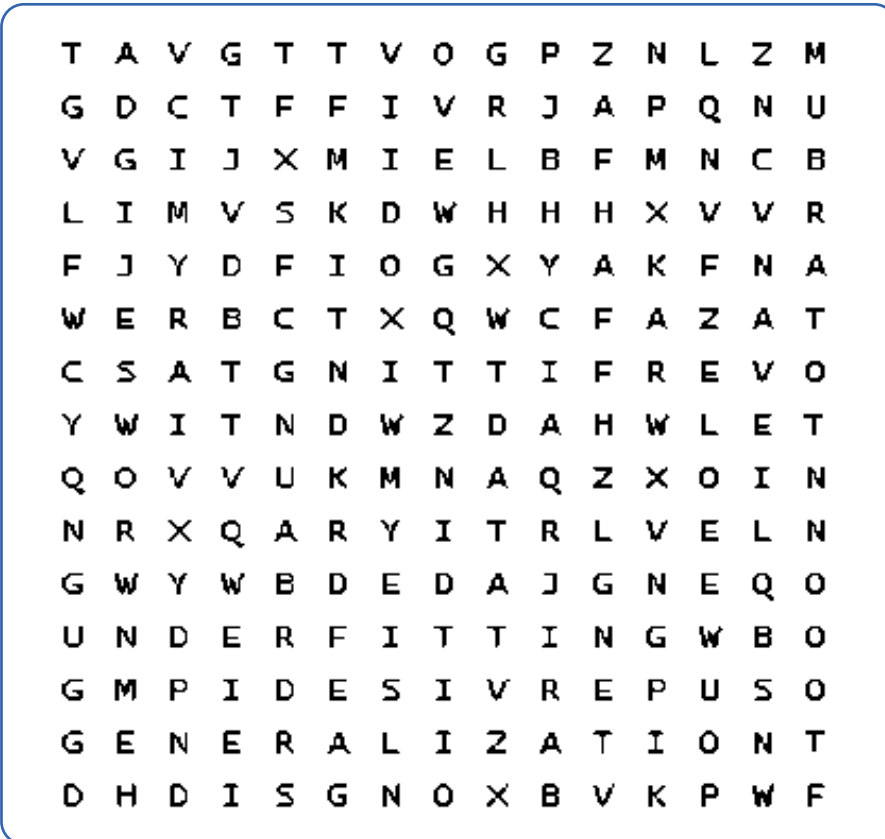 T A V G T T V O G P Z N L Z M
G D C T F F I V R J A P Q N U
V G I J X M I E L B F M N C B
L I M V S K D W H H H X V V R
F J Y D F I O G X Y A K F N A
W E R B C T X Q W C F A Z A T
C S A T G N I T T I F R E V O
Y W I T N D W Z D A H W L E T
Q O V V U K M N A Q Z X O I N
N R X Q A R Y I T R L V E L N
G W Y W B D E D A J G N E Q O
U N D E R F I T T I N G W B O
G M P I D E S I V R E P U S O
G E N E R A L I Z A T I O N T
D H D I S G N O X B V K P W F